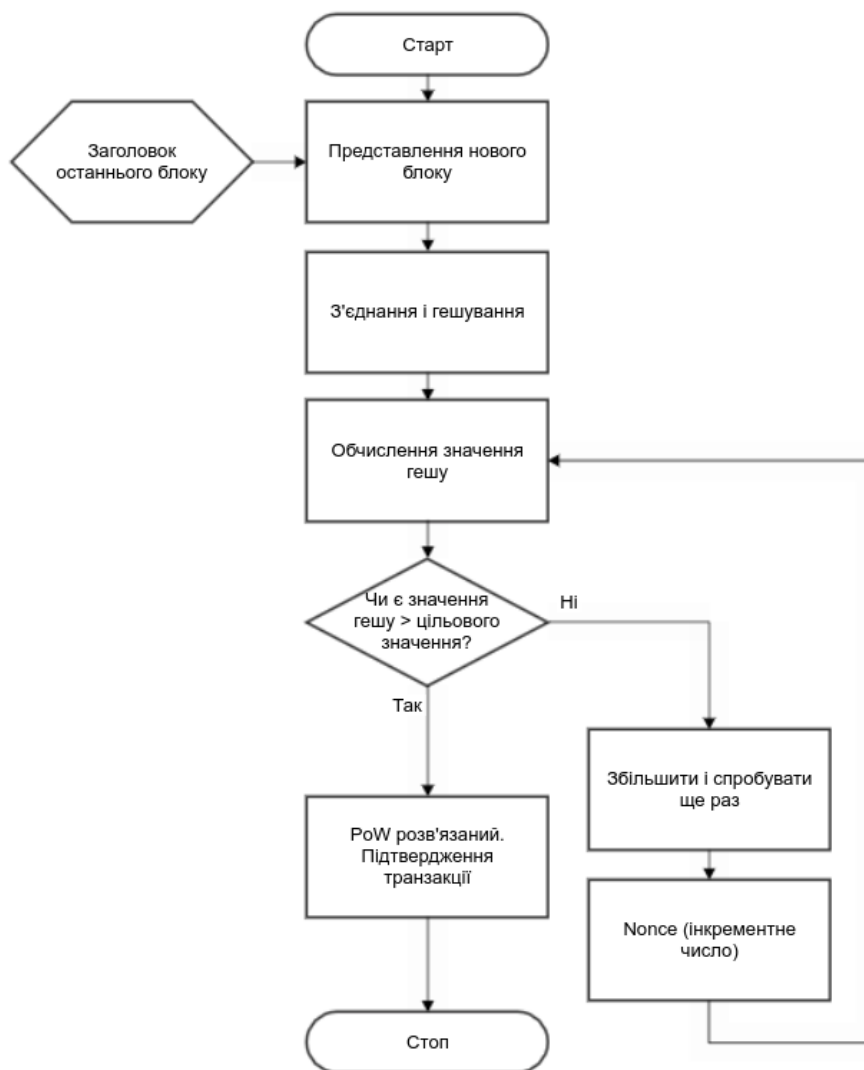 Старт
Заголовок
останнього блоку
Представлення нового
блоку
З'єднання і гешування
Обчислення значення
гешу
Чи є значення
гешу > цільового
значення?
Ні
Так
Збільшити і спробувати
ще раз
PoW розв'язаний.
Підтвердження
транзакції
Nonce (інкрементне
число)
Стоп